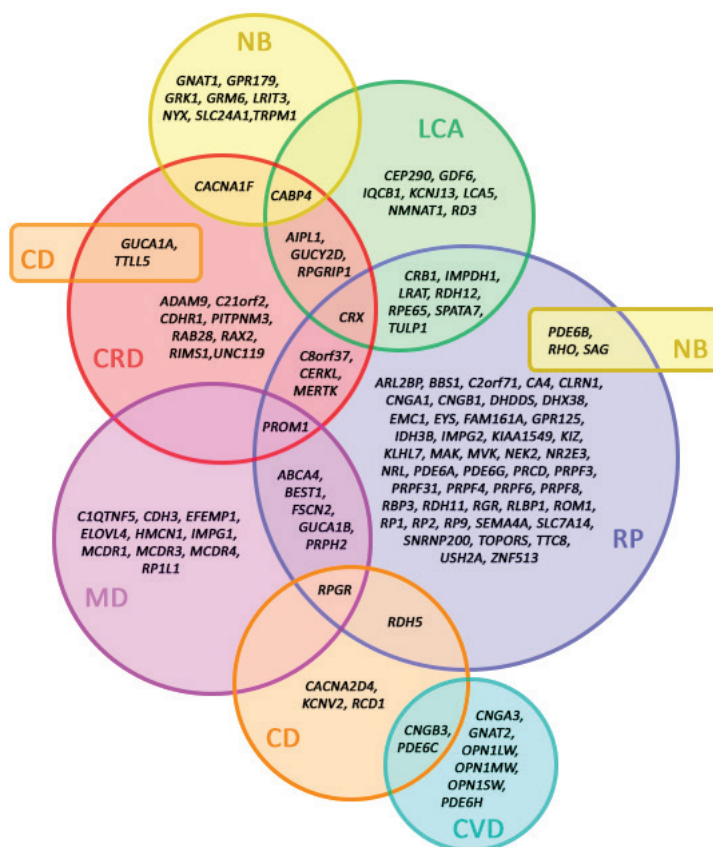 NB
GNAT1, GPR179,
GRK1, GRM6, LRIT3,
NYX, SLC24A1,TRPM1
LCA
CEP290, GDF6,
IQCB1, KCNJ13, LCA5,
NMNAT1, RD3
CACNA1F
CABP4
CD
GUCA1A,
TTLL5
AIPL1,
GUCY2D,
RPGRIP1
CRB1, IMPDH1,
LRAT, RDH12,
RPE65, SPATA7,
TULP1
CRX
ADAM9, C21orf2,
CDHR1, PITPNM3,
RAB28, RAX2,
RIMS1,UNC119
CRD
C8orf37,
CERKL,
MERTK
PDE6B,
RHO, SAG
NB
ARL2BP, BBS1, C2orf71, CA4, CLRN1,
CNGA1, CNGB1, DHDDS, DHX38,
EMC1, EYS, FAM161A, GPR125,
IDH3B, IMPG2, KIAA1549, KIZ,
KLHL7, MAK, MVK, NEK2, NR2E3,
NRL, PDE6A, PDE6G, PRCD, PRPF3,
PRPF31, PRPF4, PRPF6, PRPF8,
RBP3, RDH11, RGR, RLBP1, ROM1,
RP1, RP2, RP9, SEMA4A, SLC7A14,
SNRNP200, TOPORS, TTC8,
USH2A, ZNF513
RP
PROM1
ABCA4,
BEST1,
FSCN2,
GUCA1B,
PRPH2
C1QTNF5, CDH3, EFEMP1,
ELOVL4, HMCN1, IMPG1,
MCDR1, MCDR3, MCDR4,
RP1L1
MD
RPGR
RDH5
CACNA2D4,
KCNV2, RCD1
CD
CNGB3,
PDE6C
CNGA3,
GNAT2,
OPN1LW,
OPN1MW,
OPN1SW,
PDE6H
CVD